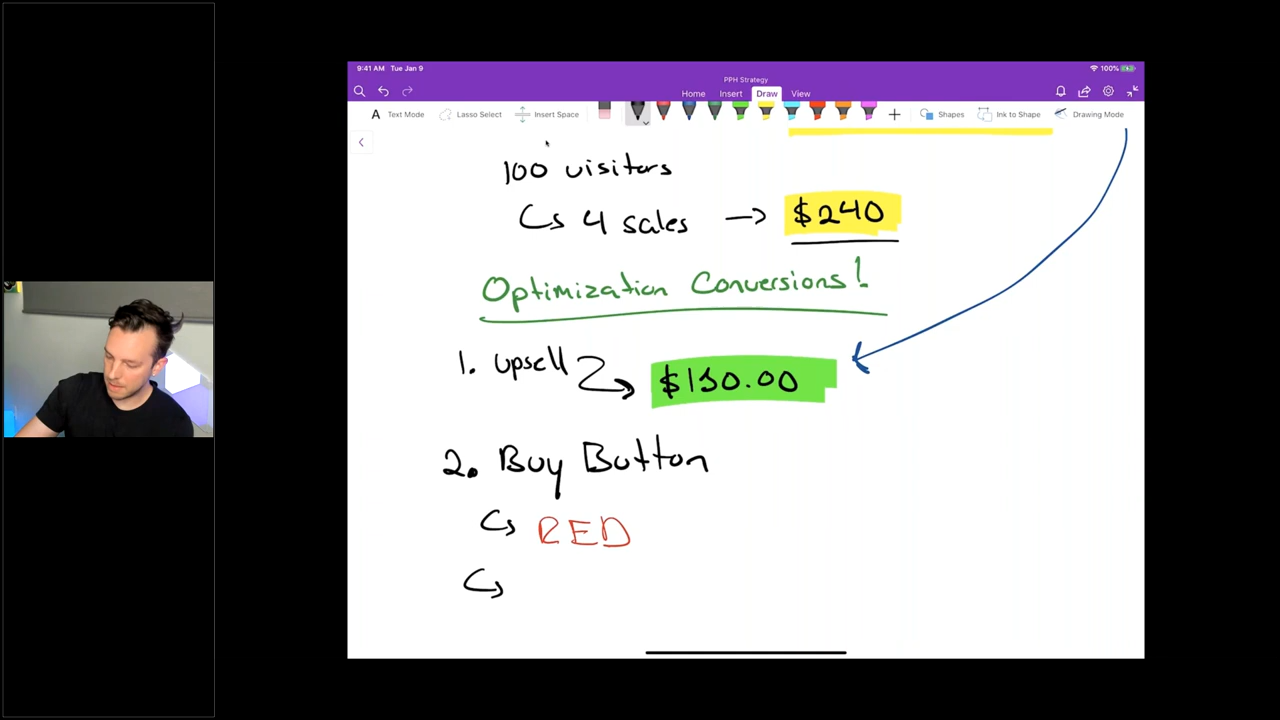 9:41 AM Tue Jan 9
100%
PPH Strategy
Home Insert Draw View
Text Mode Lasso Select Insert Space Shapes Ink to Shape Drawing Mode
100 visitors
4 sales → $240
Optimization Conversions!
1. Upsell $150.00
2. Buy Button
RED